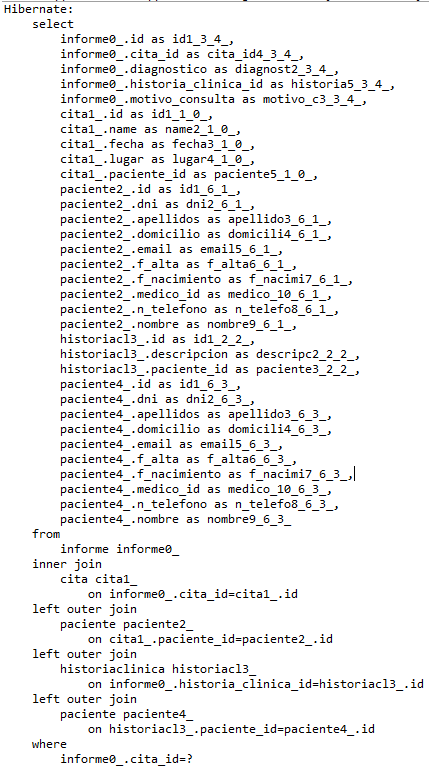 Hibernate:
select
informe0_.id as id1_3_4_,
informe0_.cita_id as cita_id4_3_4_,
informe0_.diagnostico as diagnost2_3_4_,
informe0_.historia_clinica_id as historia5_3_4_,
informe0_.motivo_consulta as motivo_c3_3_4_,
cita1_.id as id1_1_0_,
cita1_.name as name2_1_0_,
cita1_.fecha as fecha3_1_0_,
cita1_.lugar as lugar4_1_0_,
cita1_.paciente_id as paciente5_1_0_,
paciente2_.id as id1_6_1_,
paciente2_.dni as dni2_6_1_,
paciente2_.apellidos as apellido3_6_1_,
paciente2_.domicilio as domicili4_6_1_,
paciente2_.email as email5_6_1_,
paciente2_.f_alta as f_alta6_6_1_,
paciente2_.f_nacimiento as f_nacimi7_6_1_,
paciente2_.medico_id as medico_10_6_1_,
paciente2_.n_telefono as n_telefo8_6_1_,
paciente2_.nombre as nombre9_6_1_,
historiacl3_.id as id1_2_2_,
historiacl3_.descripcion as descripc2_2_2_,
historiacl3_.paciente_id as paciente3_2_2_,
paciente4_.id as id1_6_3_,
paciente4_.dni as dni2_6_3_,
paciente4_.apellidos as apellido3_6_3_,
paciente4_.domicilio as domicili4_6_3_,
paciente4_.email as email5_6_3_,
paciente4_.f_alta as f_alta6_6_3_,
paciente4_.f_nacimiento as f_nacimi7_6_3_,
paciente4_.medico_id as medico_10_6_3_,
paciente4_.n_telefono as n_telefo8_6_3_,
paciente4_.nombre as nombre9_6_3_
from
informe informe0_
inner join
cita cita1_
on informe0_.cita_id=cita1_.id
left outer join
paciente paciente2_
on cita1_.paciente_id=paciente2_.id
left outer join
historiaclinica historiacl3_
on informe0_.historia_clinica_id=historiacl3_.id
left outer join
paciente paciente4_
on historiacl3_.paciente_id=paciente4_.id
where
informe0_.cita_id=?